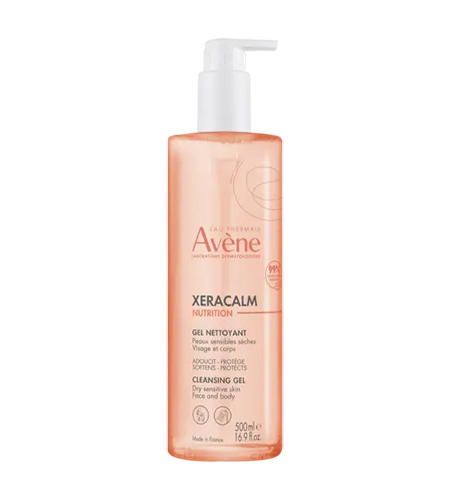 EAU THERMALE
Avène
LABORATOIRE DERMATOLOGIQUE
99%
XERACALM
NUTRITION
GEL NETTOYANT
Peaux sensibles sèches
Visage et corps
ADOUCIT - PROTÈGE
SOFTENS - PROTECTS
CLEANSING GEL
Dry sensitive skin
Face and body
500ml e
Made in France
16.9 fl.oz.